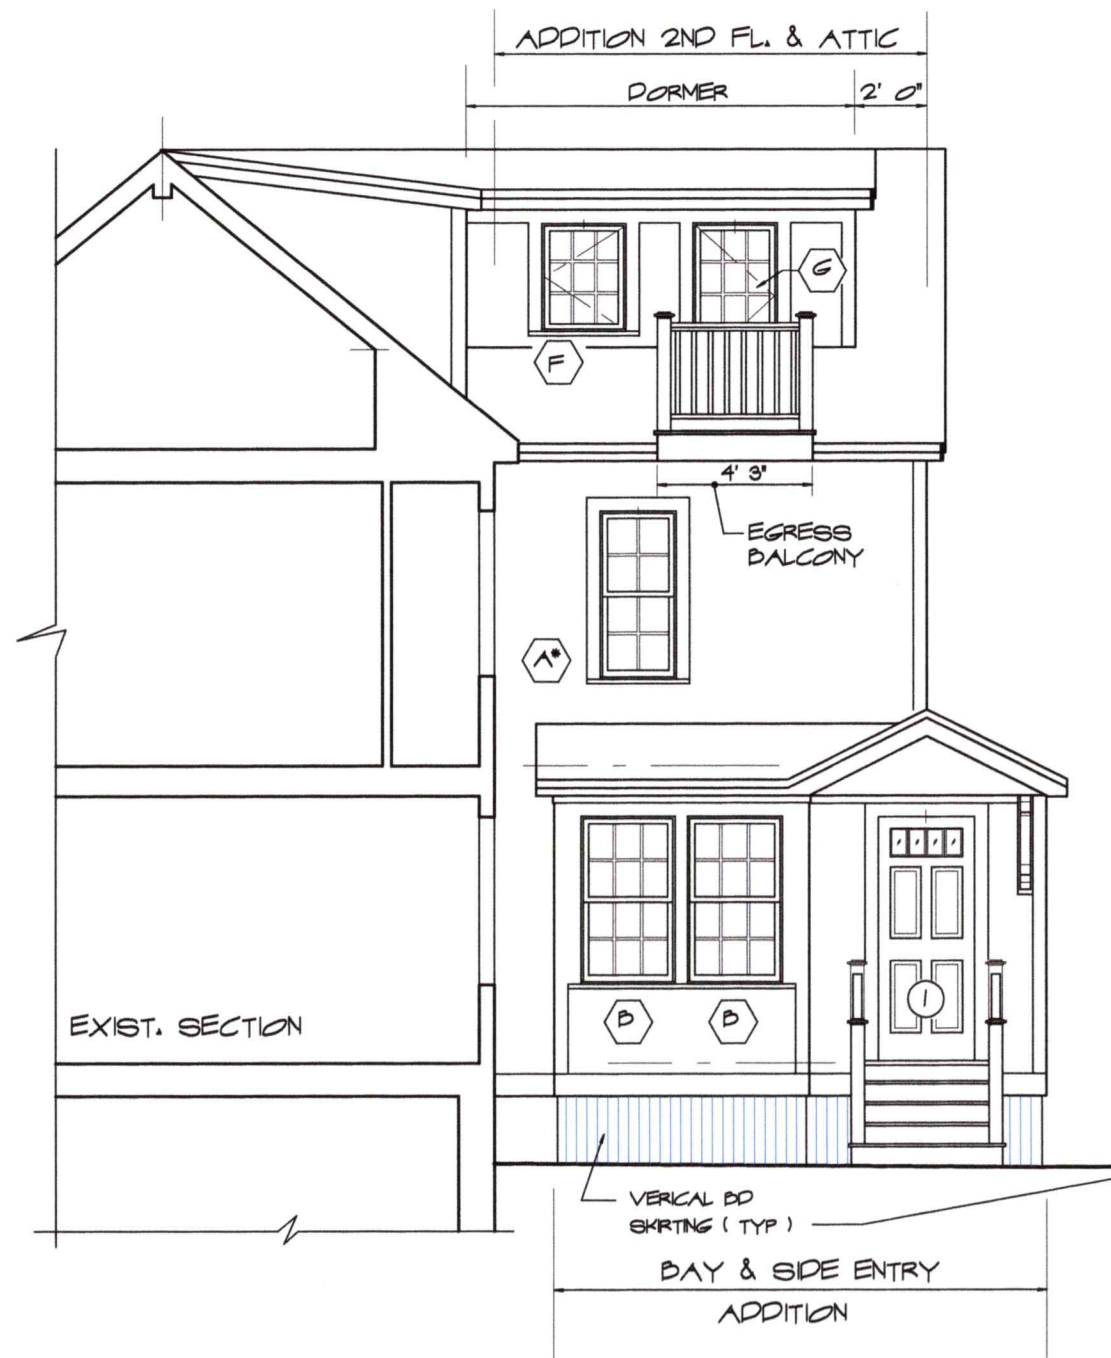 ADDITION 2ND FL. & ATTIC
DORMER
2' 0"
G
F
4' 3"
EGRESS
BALCONY
A*
B
B
1
EXIST. SECTION
VERICAL BD
SKIRTING ( TYP )
BAY & SIDE ENTRY
ADDITION